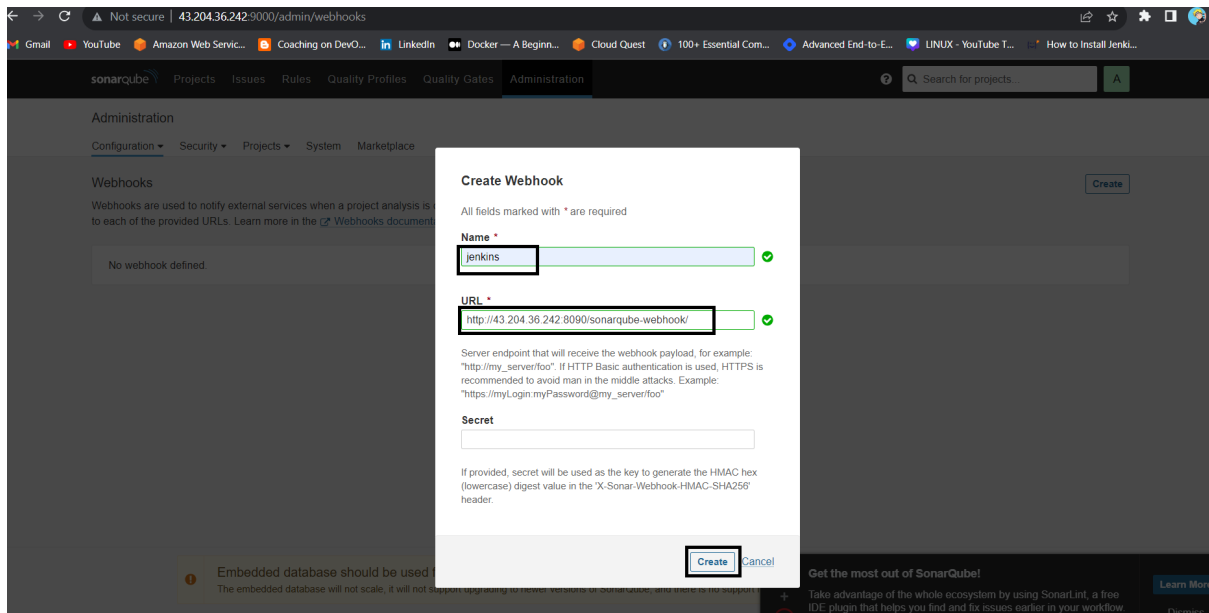 Not secure | 43.204.36.242:9000/admin/webhooks
Gmail YouTube Amazon Web Servic... Coaching on DevO... LinkedIn Docker — A Beginn... Cloud Quest 100+ Essential Com... Advanced End-to-E... LINUX - YouTube T... How to Install Jenki...
sonarqube Projects Issues Rules Quality Profiles Quality Gates Administration Search for projects... A
Administration
Configuration Security Projects System Marketplace
Webhooks
Create
Webhooks are used to notify external services when a project analysis is
to each of the provided URLs. Learn more in the Webhooks documenta
No webhook defined.
Create Webhook
All fields marked with * are required
Name *
jenkins
URL *
http://43.204.36.242:8090/sonarqube-webhook/
Server endpoint that will receive the webhook payload, for example:
"http://my_server/foo". If HTTP Basic authentication is used, HTTPS is
recommended to avoid man in the middle attacks. Example:
"https://myLogin:myPassword@my_server/foo"
Secret
If provided, secret will be used as the key to generate the HMAC hex
(lowercase) digest value in the 'X-Sonar-Webhook-HMAC-SHA256'
header.
Create Cancel
Embedded database should be used f
The embedded database will not scale, it will not support upgrading to newer versions of SonarQube, and there is no support
Get the most out of SonarQube!
Take advantage of the whole ecosystem by using SonarLint, a free
IDE plugin that helps you find and fix issues earlier in your workflow.
Learn More
Dismiss